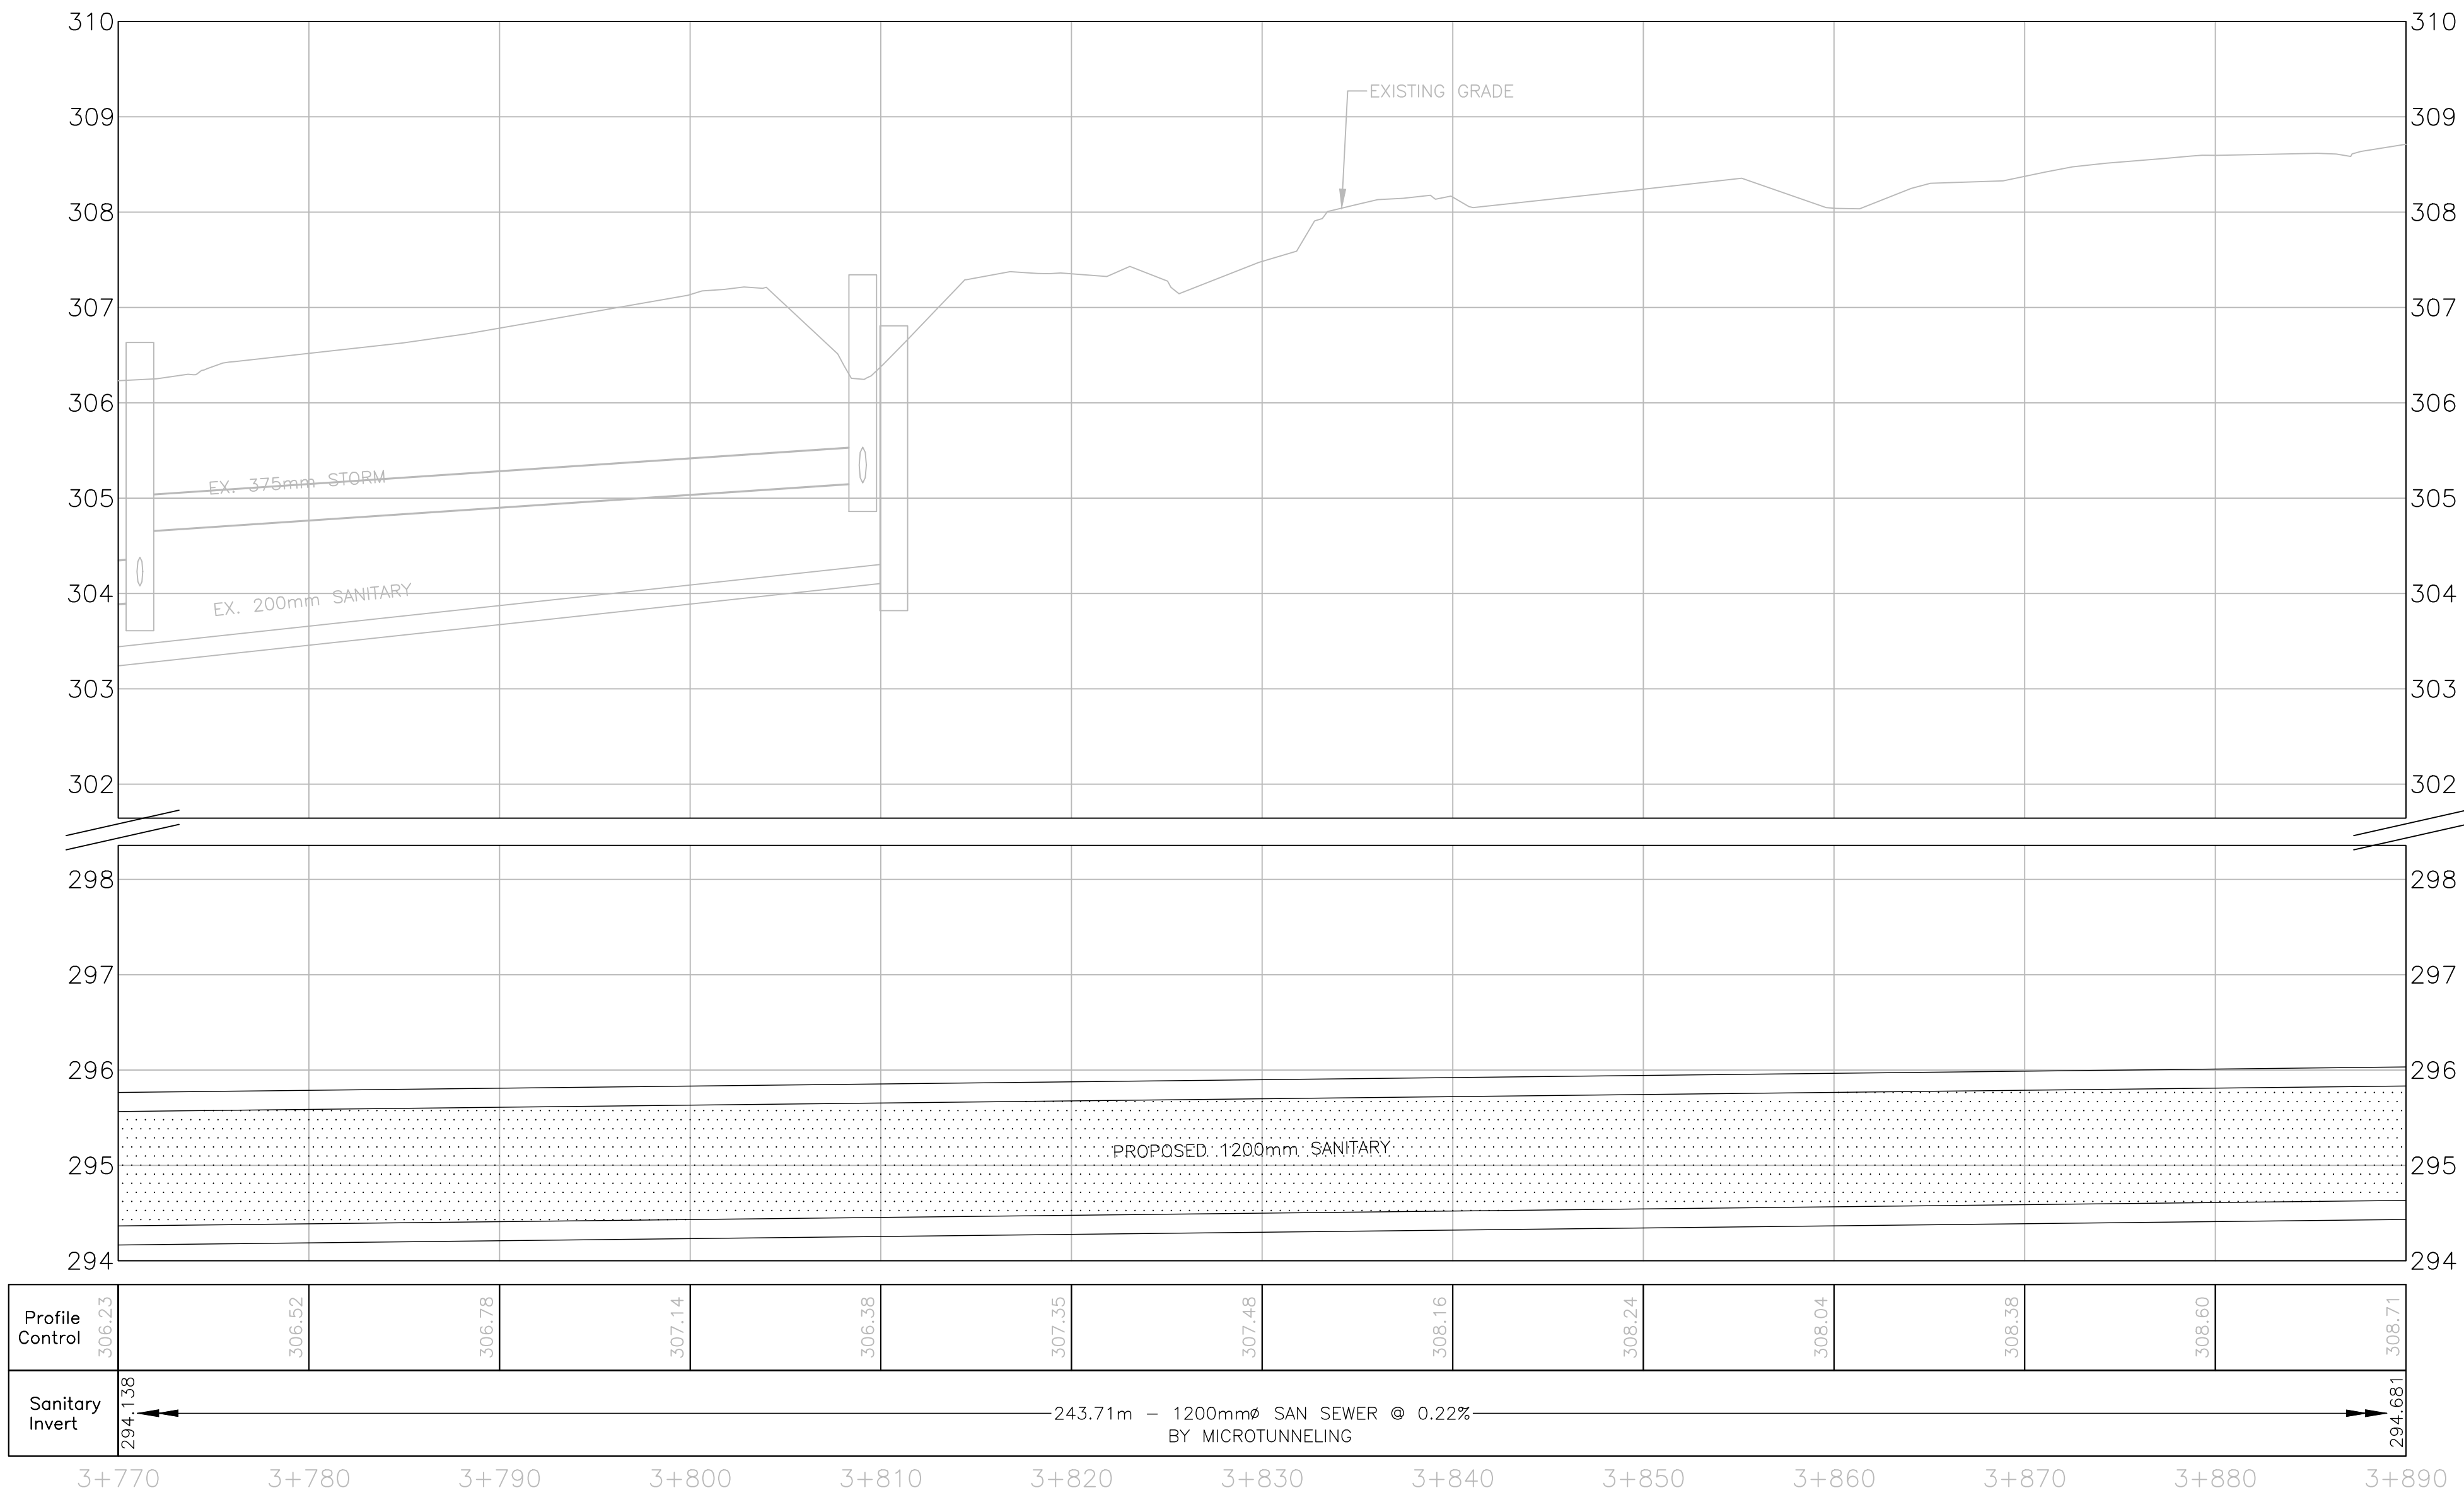 310 310
309 309
EXISTING GRADE
308 308
307 307
306 306
EX. 375mm STORM
305 305
304 304
EX. 200mm SANITARY
303 303
302 302
298 298
297 297
296 296
PROPOSED 1200mm SANITARY
295 295
294 294
Profile
Control
306.23 306.52 306.78 307.14 306.38 307.35 307.48 308.16 308.24 308.04 308.38 308.60 308.71
Sanitary
Invert
294.138
243.71m – 1200mmø SAN SEWER @ 0.22%
BY MICROTUNNELING
294.681
3+770 3+780 3+790 3+800 3+810 3+820 3+830 3+840 3+850 3+860 3+870 3+880 3+890